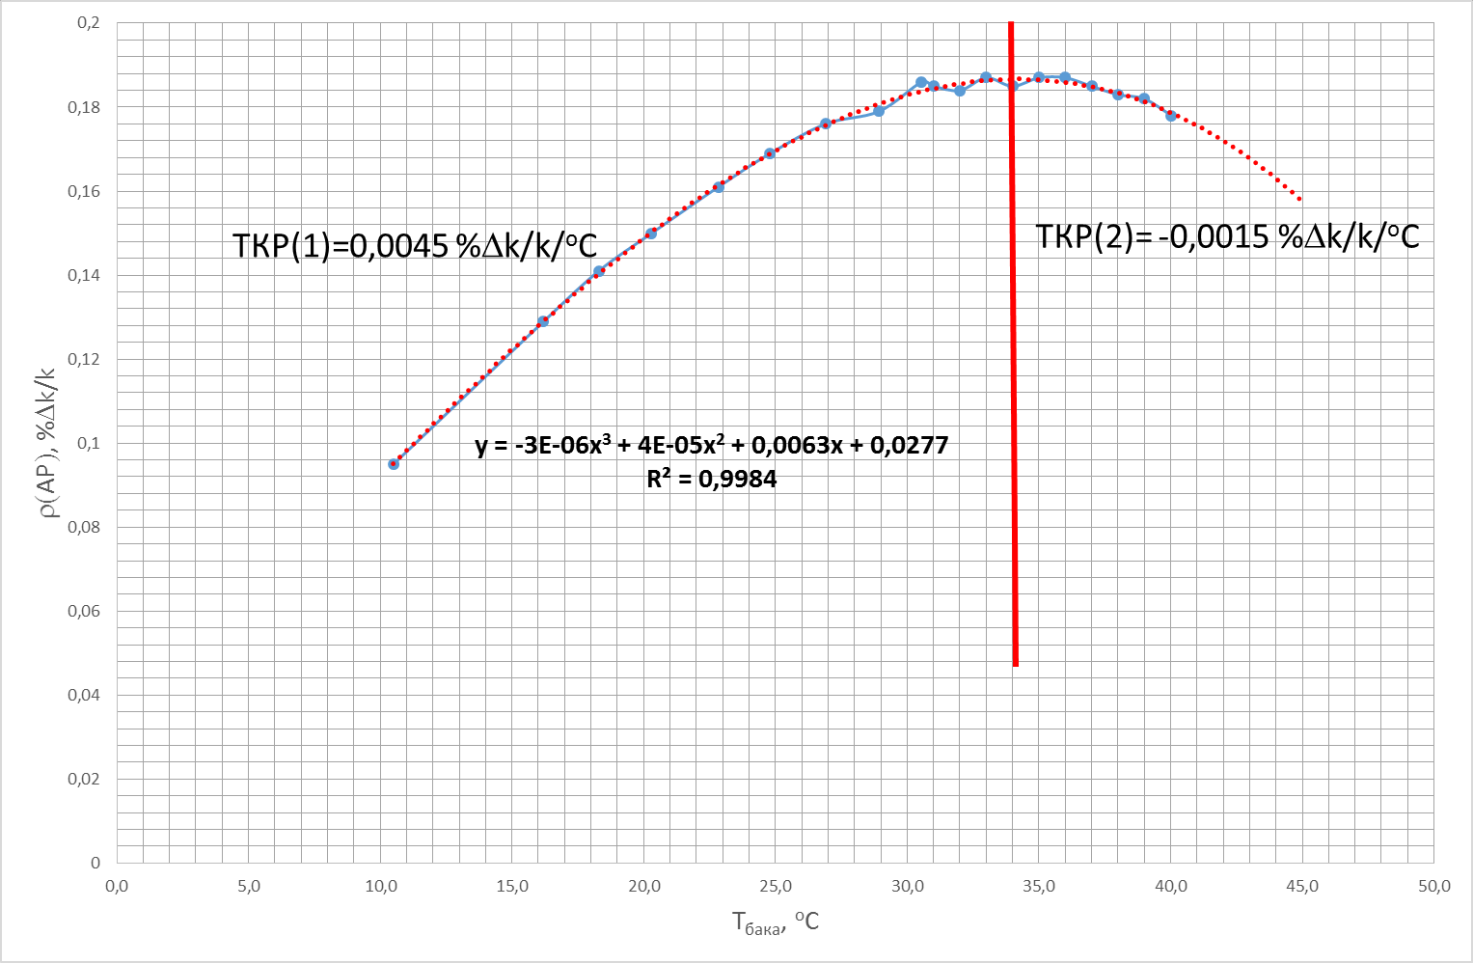 0,2
0,18
0,16
0,14
0,12
0,1
0,08
0,06
0,04
0,02
0
ρ(АР), %Δk/k
ТКР(1)=0,0045 %Δk/k/°C
ТКР(2)= -0,0015 %Δk/k/°C
y = -3E-06x³ + 4E-05x² + 0,0063x + 0,0277
R² = 0,9984
0,0 5,0 10,0 15,0 20,0 25,0 30,0 35,0 40,0 45,0 50,0
Tбака, °C